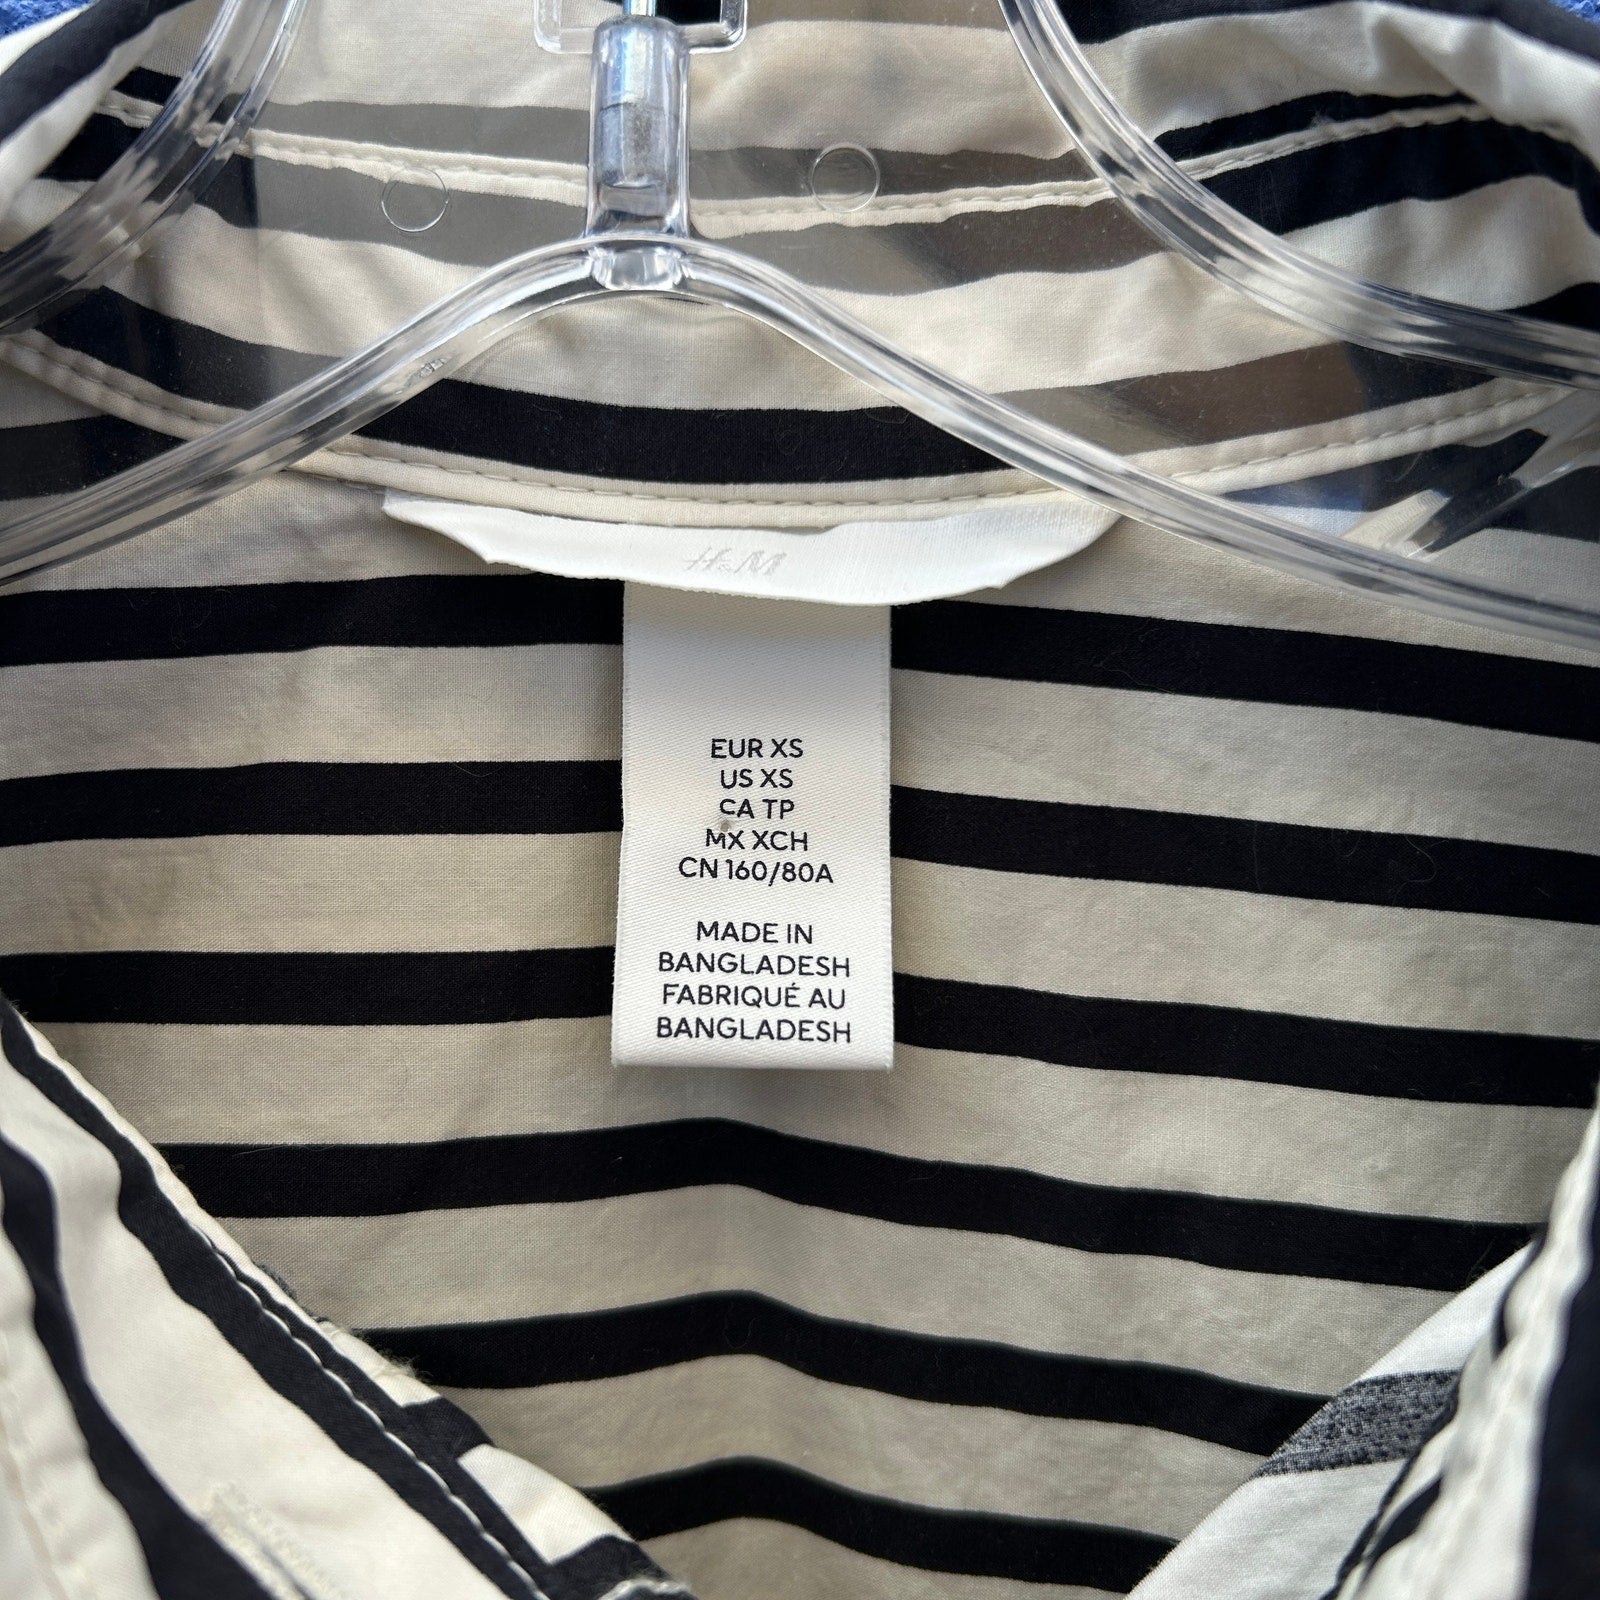 H&M
EUR XS
US XS
CA TP
MX XCH
CN 160/80A
MADE IN
BANGLADESH
FABRIQUÉ AU
BANGLADESH